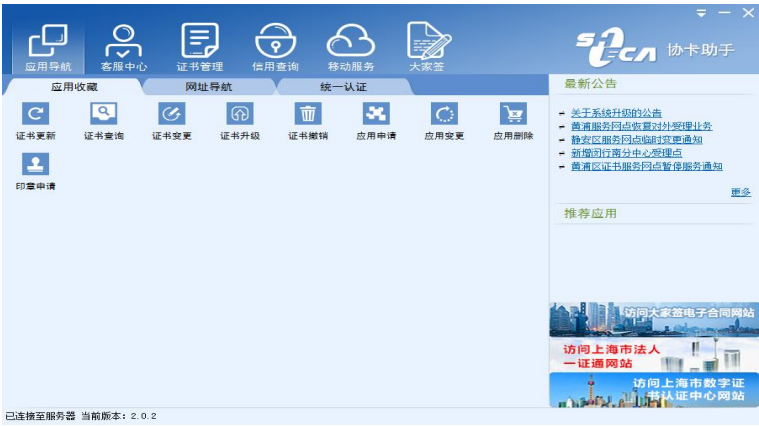 应用导航
客服中心
证书管理
信用查询
移动服务
大家签
SHECA 协卡助手
应用收藏
网址导航
统一认证
证书更新
证书查询
证书变更
证书升级
证书撤销
应用申请
应用变更
应用删除
印章申请
最新公告
关于系统升级的公告
黄浦服务网点恢复对外受理业务
静安区服务网点临时变更通知
新增闵行南分中心受理点
黄浦区证书服务网点暂停服务通知
更多
推荐应用
访问大家签电子合同网站
访问上海市法人
一证通网站
访问上海市数字证
书认证中心网站
已连接至服务器 当前版本: 2.0.2